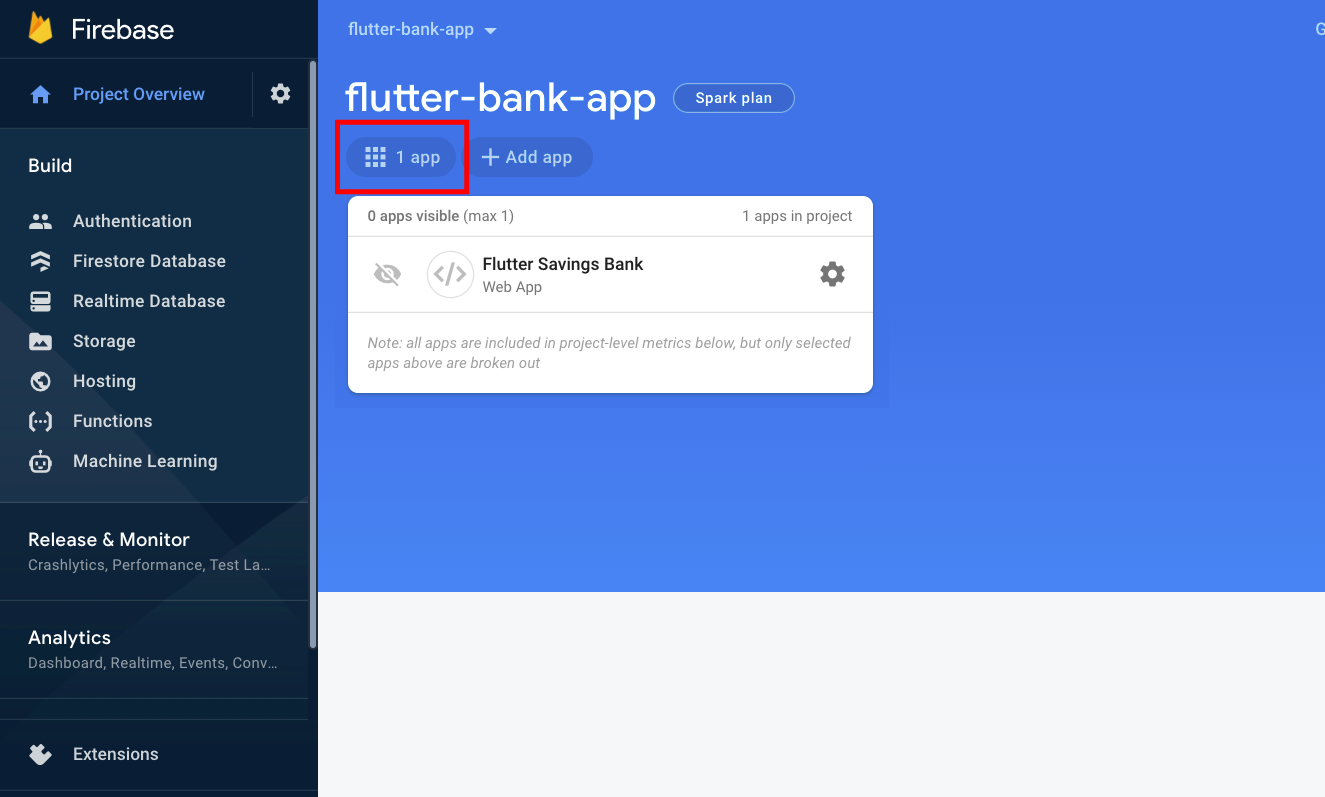 Firebase
Project Overview
Build
Authentication
Firestore Database
Realtime Database
Storage
Hosting
Functions
Machine Learning
Release & Monitor
Crashlytics, Performance, Test La...
Analytics
Dashboard, Realtime, Events, Conv...
Extensions
flutter-bank-app
G
flutter-bank-app
Spark plan
1 app
Add app
0 apps visible (max 1)
1 apps in project
Flutter Savings Bank
Web App
Note: all apps are included in project-level metrics below, but only selected
apps above are broken out